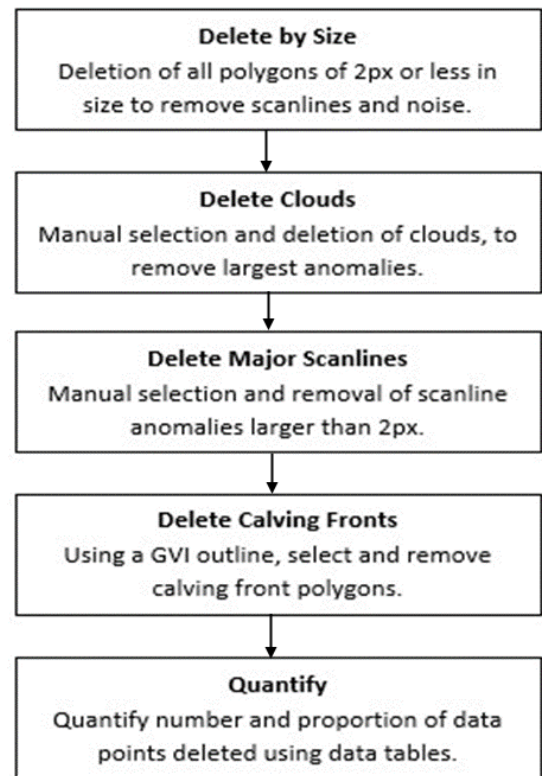 Delete by Size
Deletion of all polygons of 2px or less in
size to remove scanlines and noise.
Delete Clouds
Manual selection and deletion of clouds, to
remove largest anomalies.
Delete Major Scanlines
Manual selection and removal of scanline
anomalies larger than 2px.
Delete Calving Fronts
Using a GVI outline, select and remove
calving front polygons.
Quantify
Quantify number and proportion of data
points deleted using data tables.